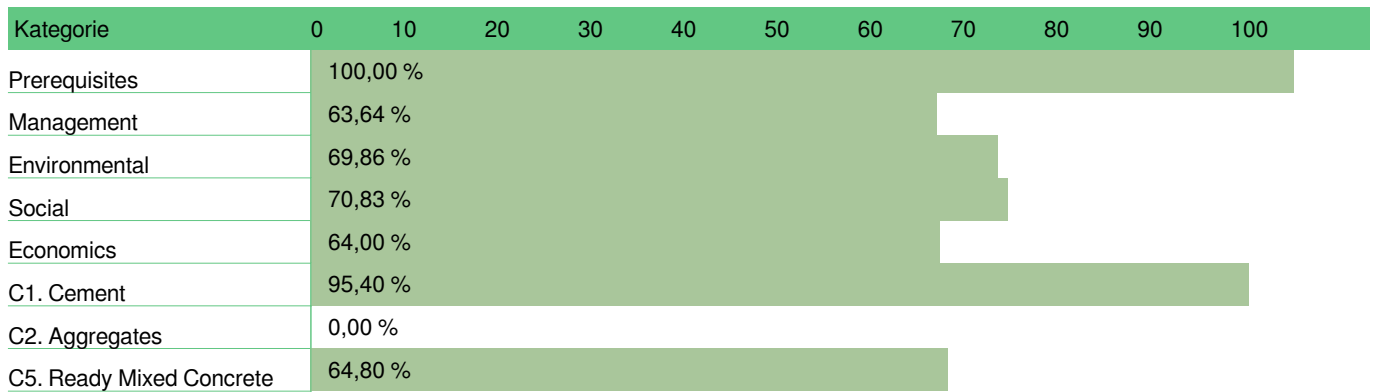 Kategorie 0 10 20 30 40 50 60 70 80 90 100
Prerequisites 100,00 %
Management 63,64 %
Environmental 69,86 %
Social 70,83 %
Economics 64,00 %
C1. Cement 95,40 %
C2. Aggregates 0,00 %
C5. Ready Mixed Concrete 64,80 %